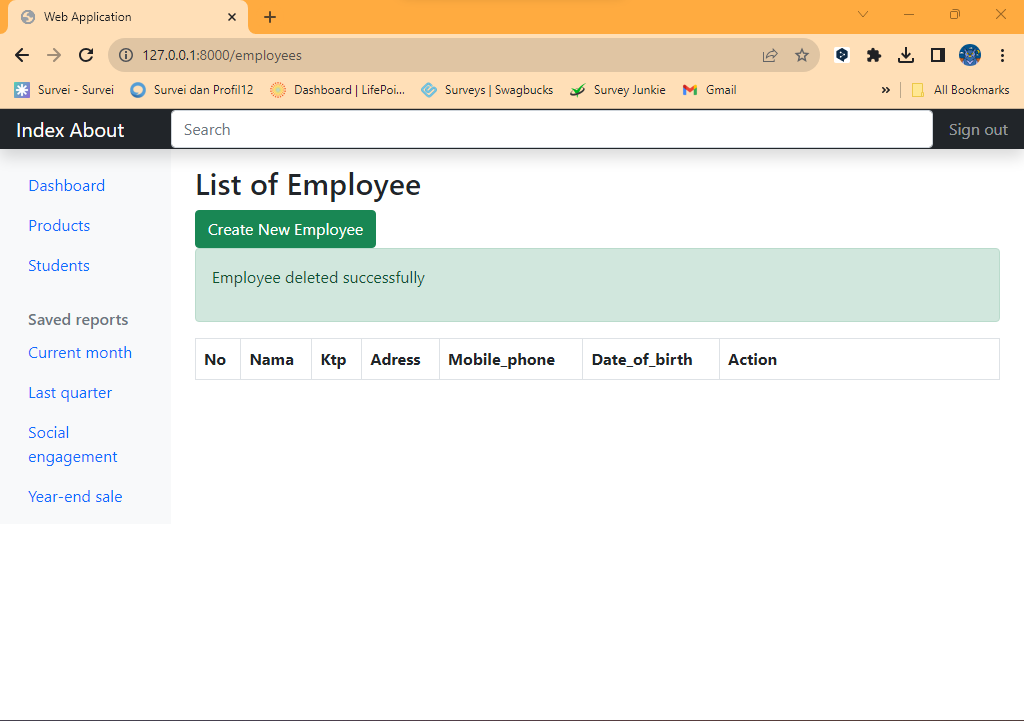 Web Application
127.0.0.1:8000/employees
Survei - Survei Survei dan Profil12 Dashboard | LifePoi... Surveys | Swagbucks Survey Junkie Gmail » All Bookmarks
Index About Search Sign out
Dashboard
Products
Students
Saved reports
Current month
Last quarter
Social
engagement
Year-end sale
List of Employee
Create New Employee
Employee deleted successfully
No Nama Ktp Adress Mobile_phone Date_of_birth Action